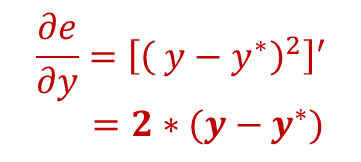 ∂e/∂y = [( y − y*)²]′
= 2 * (y − y*)